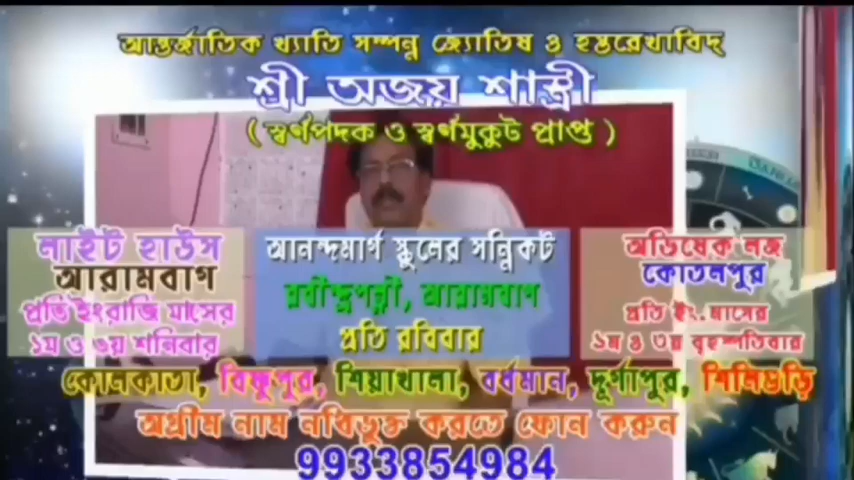 আন্তর্জাতিক খ্যাতি সম্পন্ন জ্যোতিষ ও হস্তরেখাবিদ্
শ্রী অজয় শাস্ত্রী
( স্বর্ণপদক ও স্বর্ণমুকুট প্রাপ্ত )
লাইট হাউস
আরামবাগ
প্রতি ইংরাজি মাসের
১ম ও ৩য় শনিবার
আনন্দমার্গ স্কুলের সন্নিকট
রবীন্দ্রপল্লী, আরামবাগ
প্রতি রবিবার
অভিষেক লজ
কোতলপুর
প্রতি ইং.মাসের
১ম ও ৩য় বৃহস্পতিবার
কোলকাতা, বিষ্ণুপুর, শিয়াখালা, বর্ধমান, দূর্গাপুর, শিলিগুড়ি
অগ্রীম নাম নথিভুক্ত করতে ফোন করুন
9933854984